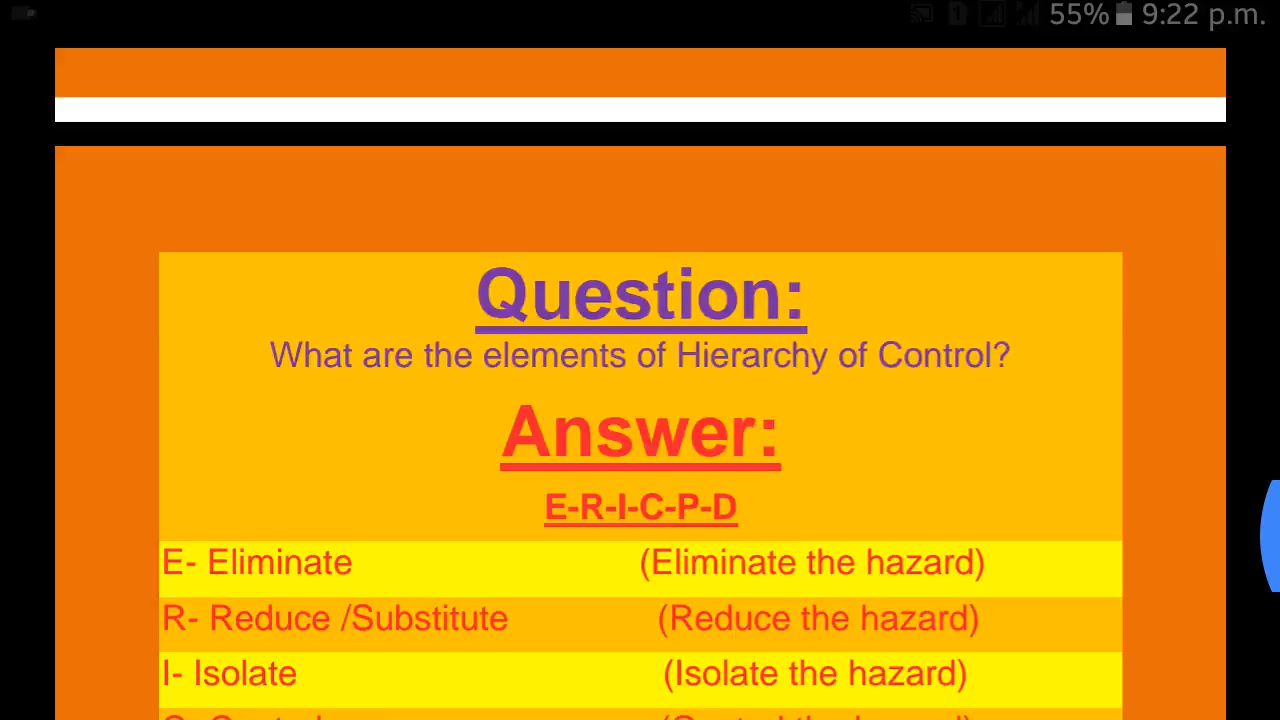 55% 9:22 p.m.
Question:
What are the elements of Hierarchy of Control?
Answer:
E-R-I-C-P-D
E- Eliminate (Eliminate the hazard)
R- Reduce /Substitute (Reduce the hazard)
I- Isolate (Isolate the hazard)